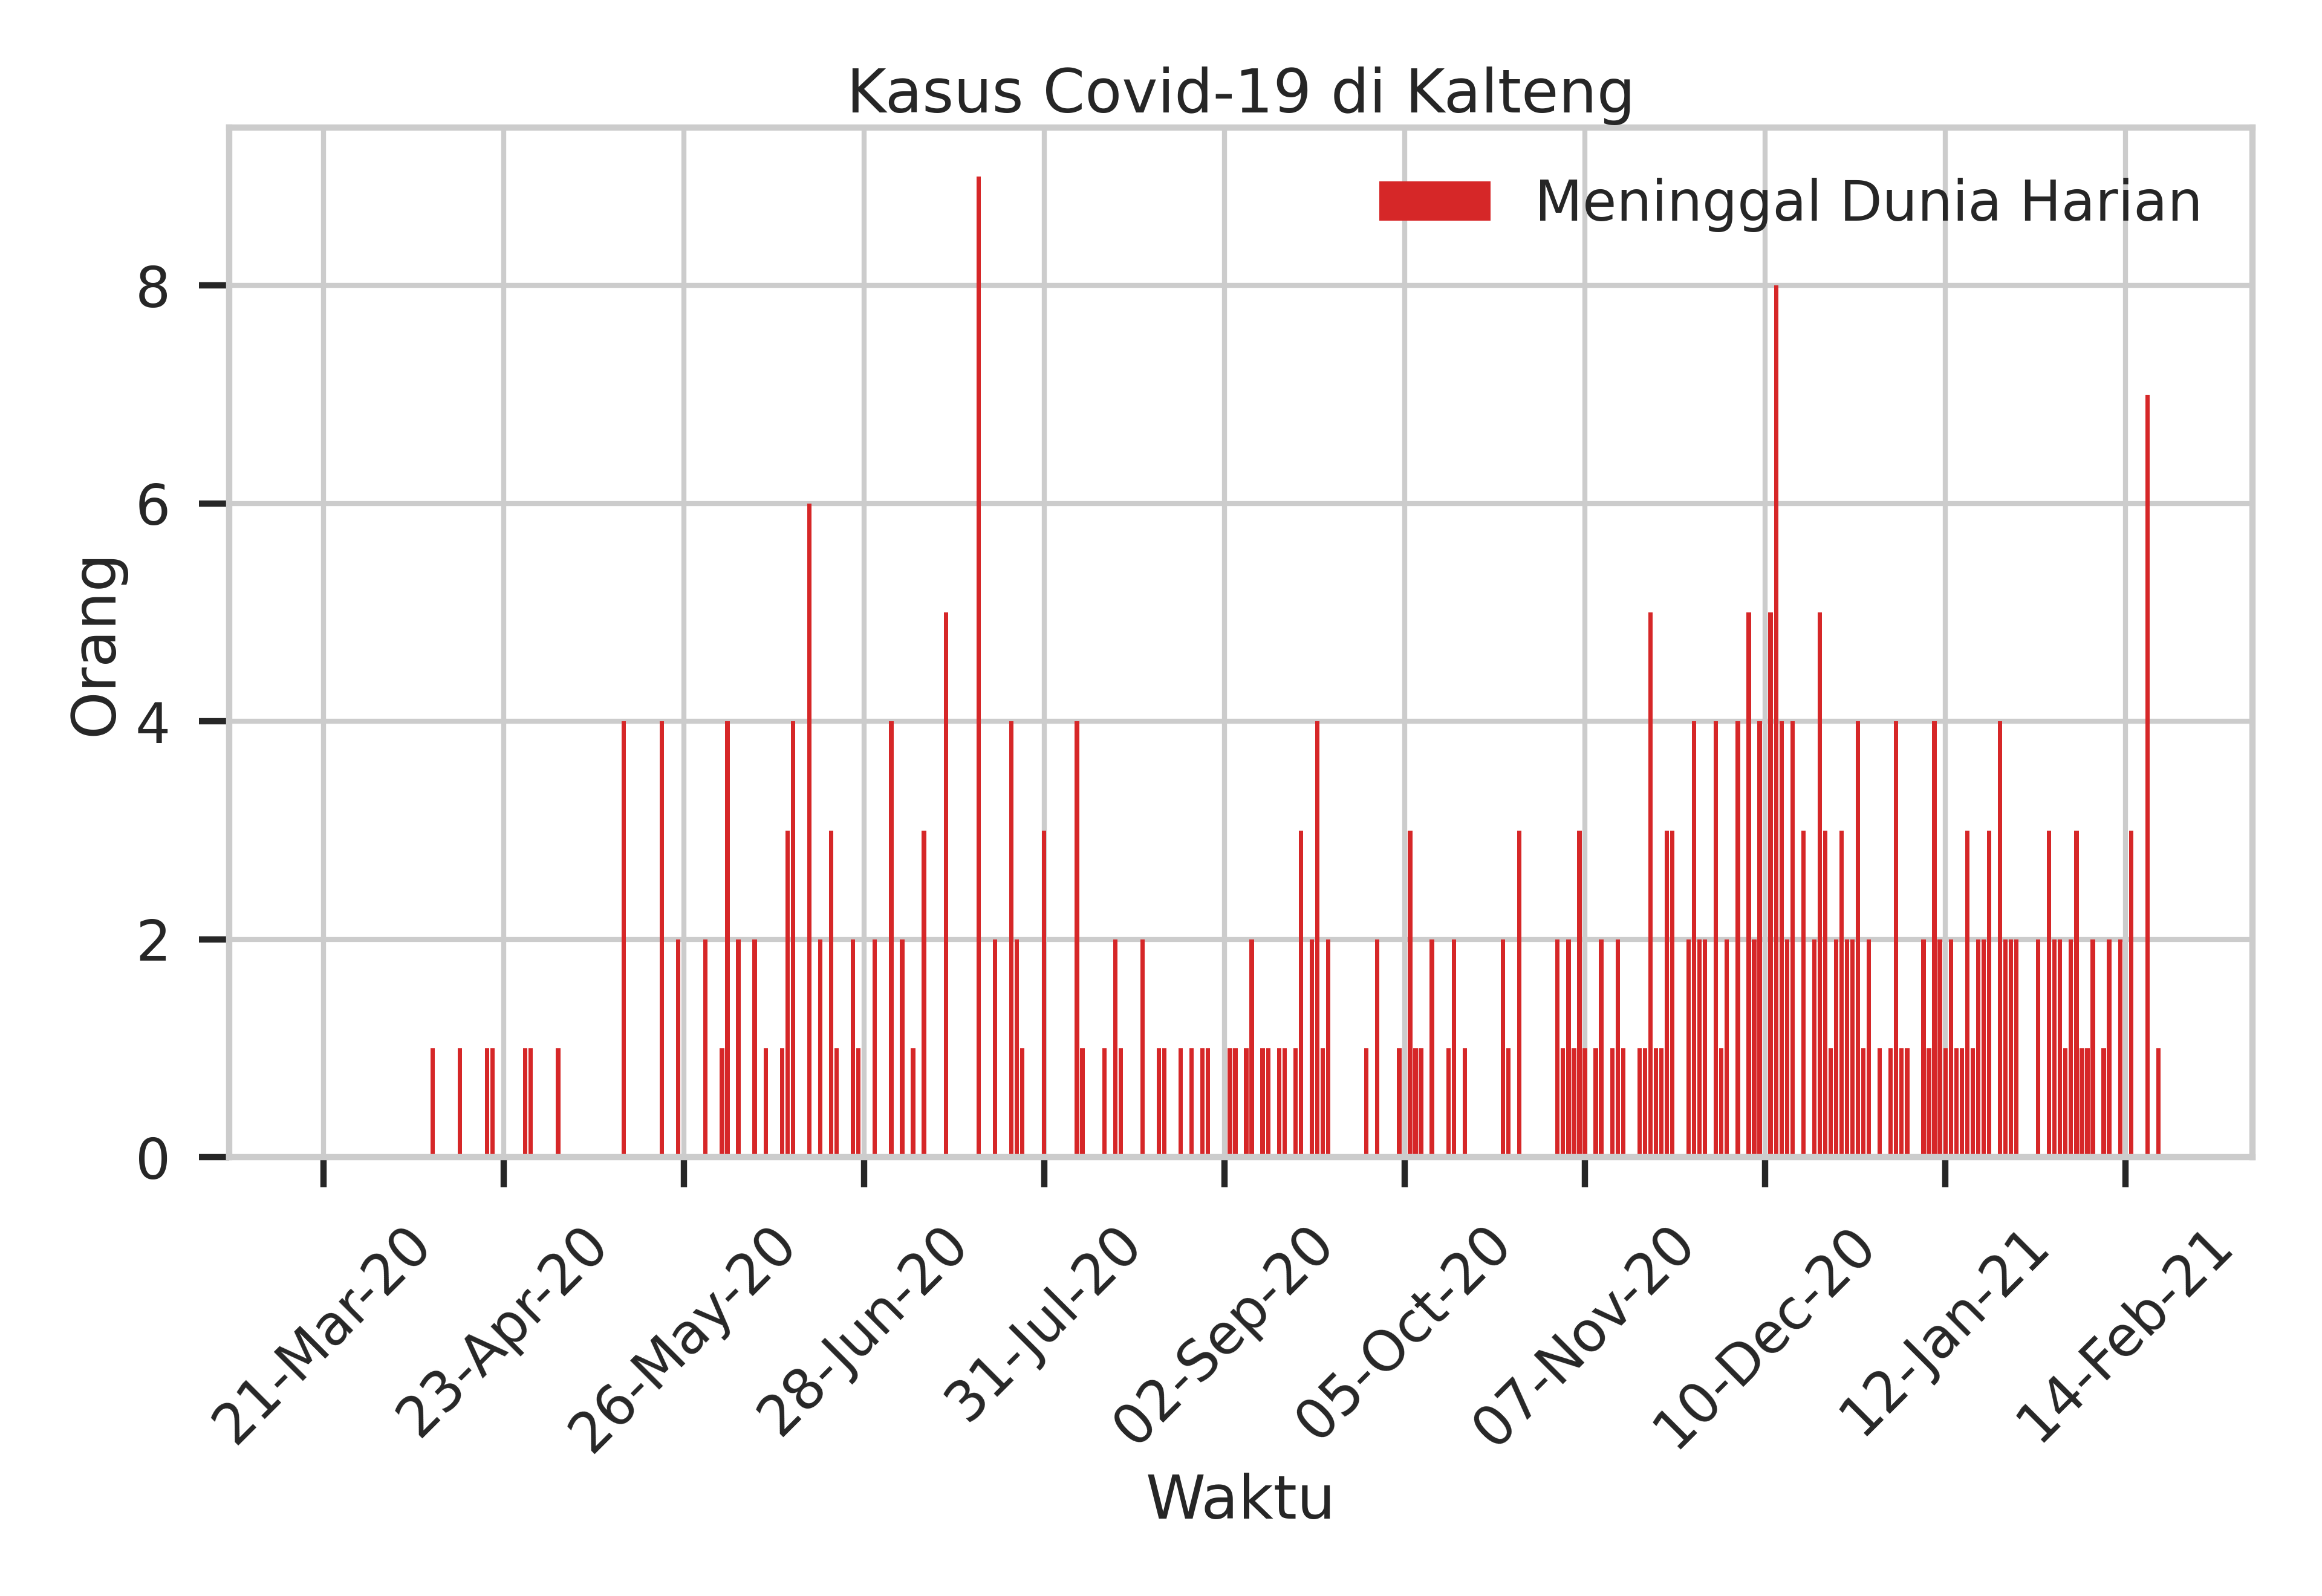 Kasus Covid-19 di Kalteng
Meninggal Dunia Harian
8
6
4
2
0
Orang
21-Mar-20
23-Apr-20
26-May-20
28-Jun-20
31-Jul-20
02-Sep-20
05-Oct-20
07-Nov-20
10-Dec-20
12-Jan-21
14-Feb-21
Waktu